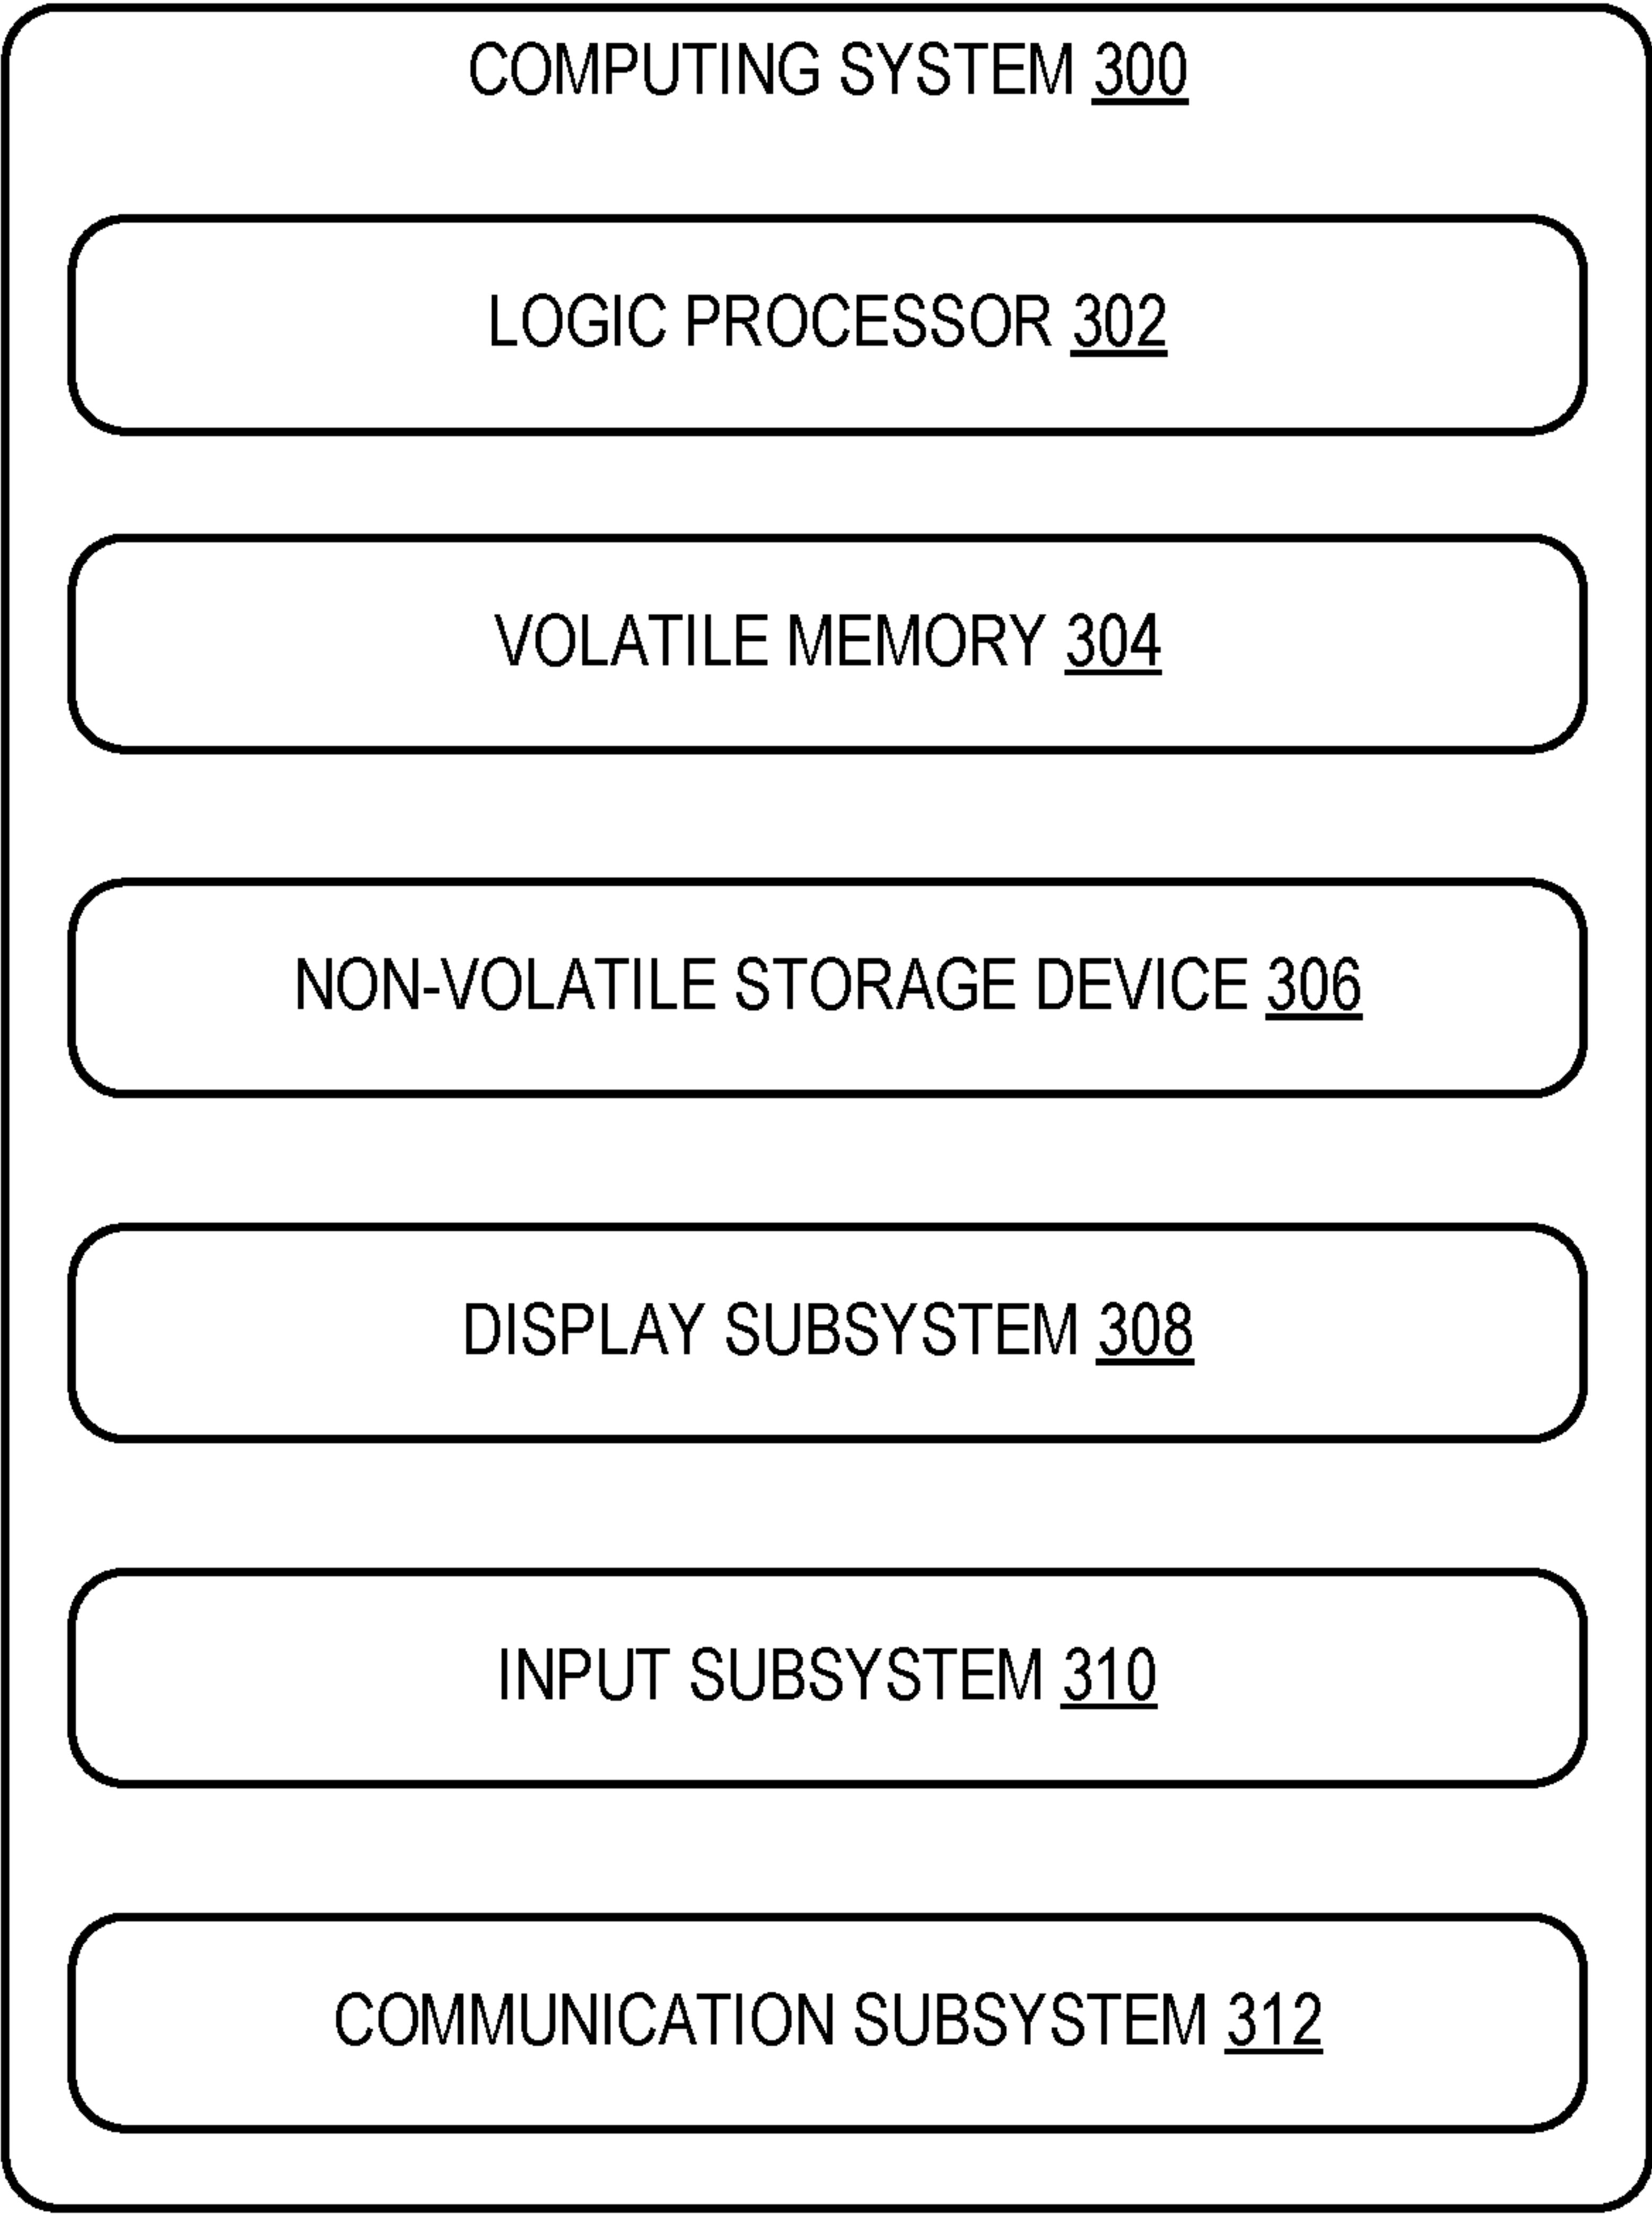 COMPUTING SYSTEM 300
LOGIC PROCESSOR 302
VOLATILE MEMORY 304
NON-VOLATILE STORAGE DEVICE 306
DISPLAY SUBSYSTEM 308
INPUT SUBSYSTEM 310
COMMUNICATION SUBSYSTEM 312